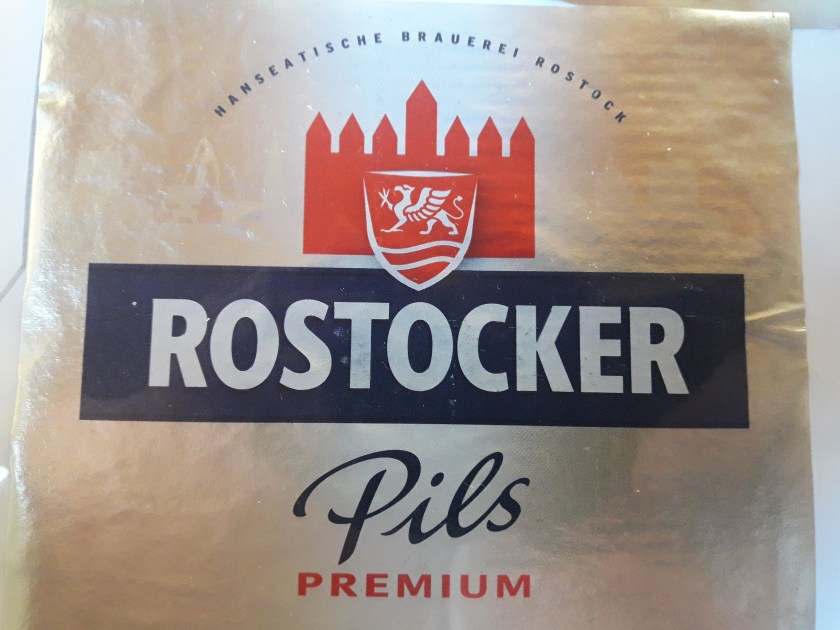 HANSEATISCHE BRAUEREI ROSTOCK
ROSTOCKER
Pils
PREMIUM